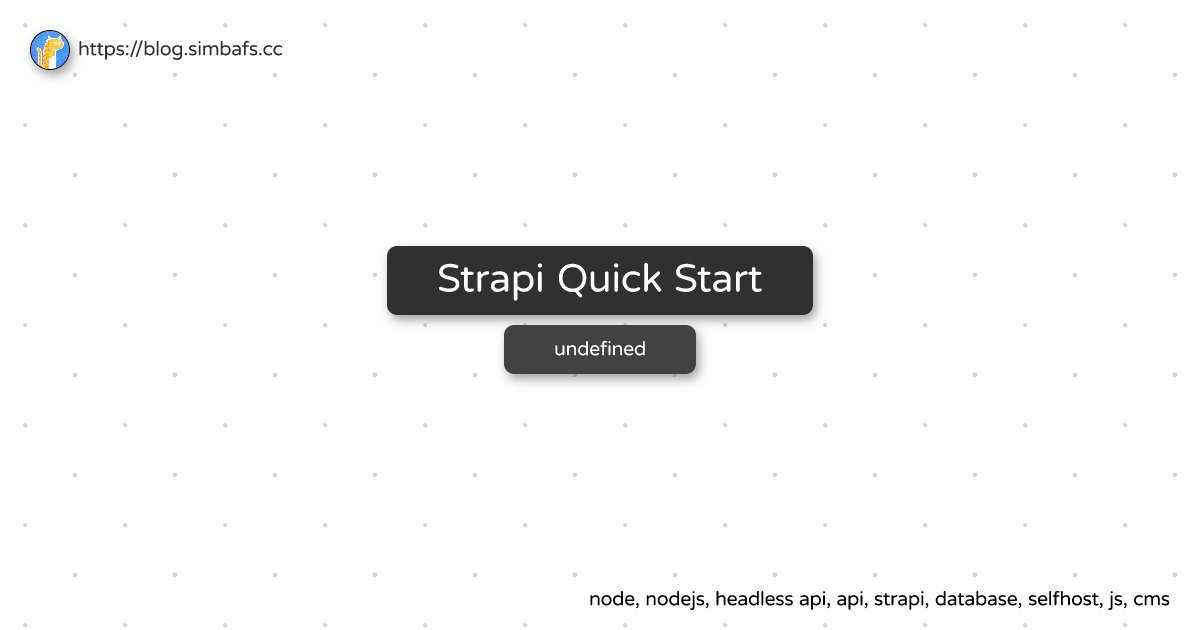 https://blog.simbafs.cc
Strapi Quick Start
undefined
node, nodejs, headless api, api, strapi, database, selfhost, js, cms